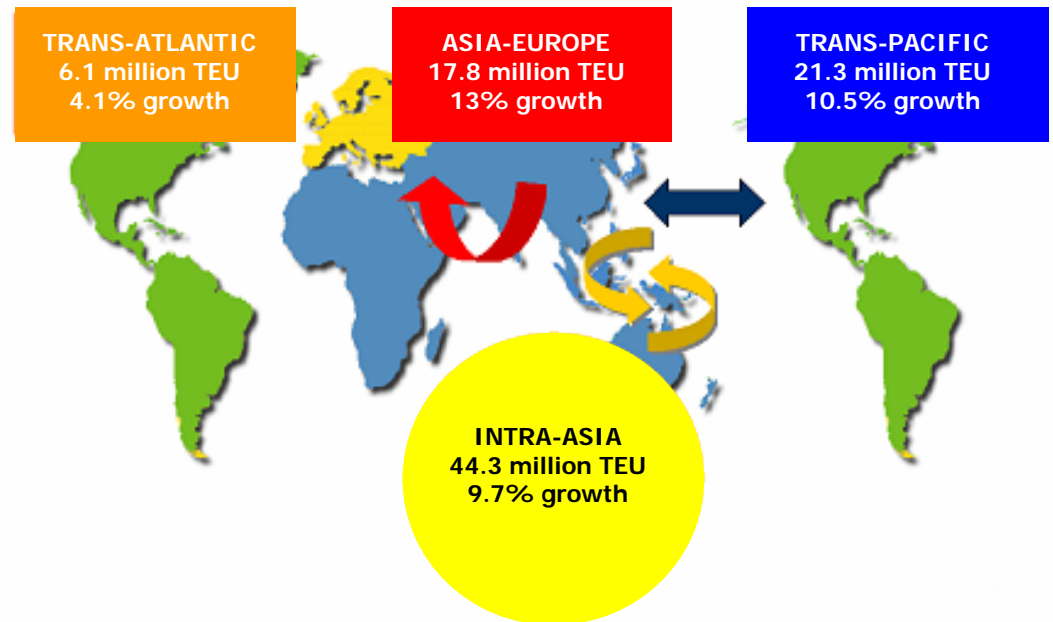 TRANS-ATLANTIC
6.1 million TEU
4.1% growth
ASIA-EUROPE
17.8 million TEU
13% growth
TRANS-PACIFIC
21.3 million TEU
10.5% growth
INTRA-ASIA
44.3 million TEU
9.7% growth